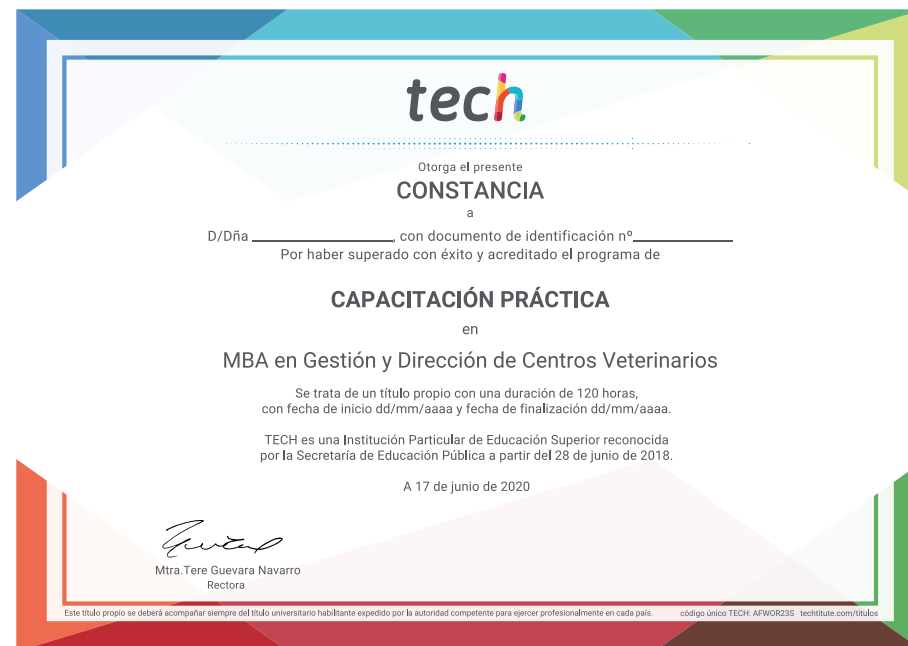 tech
Otorga el presente
CONSTANCIA
a
D/Dña ____________________, con documento de identificación nº______________
Por haber superado con éxito y acreditado el programa de
CAPACITACIÓN PRÁCTICA
en
MBA en Gestión y Dirección de Centros Veterinarios
Se trata de un título propio con una duración de 120 horas,
con fecha de inicio dd/mm/aaaa y fecha de finalización dd/mm/aaaa.
TECH es una Institución Particular de Educación Superior reconocida
por la Secretaría de Educación Pública a partir del 28 de junio de 2018.
A 17 de junio de 2020
Mtra.Tere Guevara Navarro
Rectora
Este título propio se deberá acompañar siempre del título universitario habilitante expedido por la autoridad competente para ejercer profesionalmente en cada país. código único TECH: AFWOR23S techtitute.com/titulos